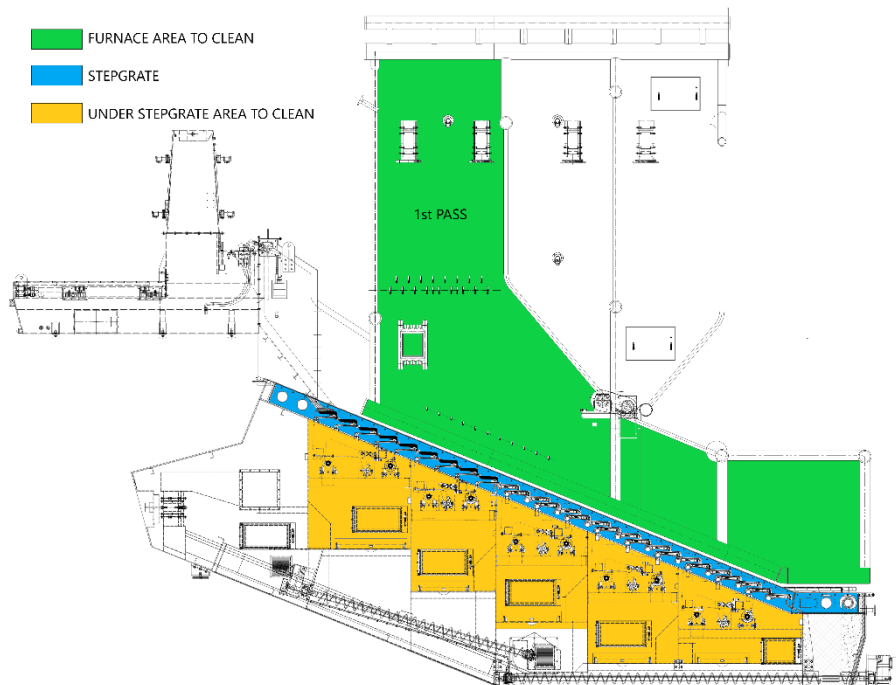 FURNACE AREA TO CLEAN
STEPGRATE
UNDER STEPGRATE AREA TO CLEAN
1st PASS